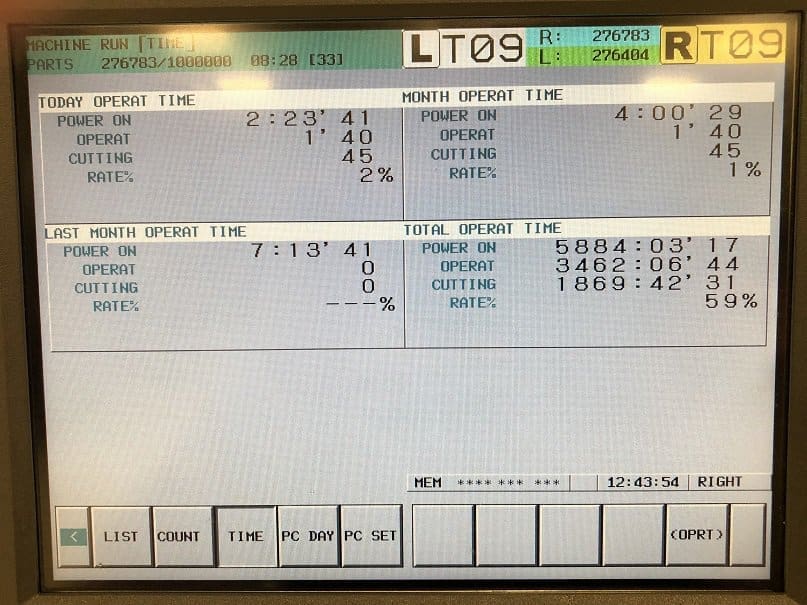 MACHINE RUN [TIME]
PARTS 276783/1000000 08:28 [33]
L T09 R: 276783 R T09
L: 276404
TODAY OPERAT TIME
POWER ON 2:23' 41
OPERAT 1' 40
CUTTING 45
RATE% 2%
MONTH OPERAT TIME
POWER ON 4:00' 29
OPERAT 1' 40
CUTTING 45
RATE% 1%
LAST MONTH OPERAT TIME
POWER ON 7:13' 41
OPERAT 0
CUTTING 0
RATE% ---%
TOTAL OPERAT TIME
POWER ON 5884:03' 17
OPERAT 3462:06' 44
CUTTING 1869:42' 31
RATE% 59%
MEM **** *** *** 12:43:54 RIGHT
< LIST COUNT TIME PC DAY PC SET (OPRT)